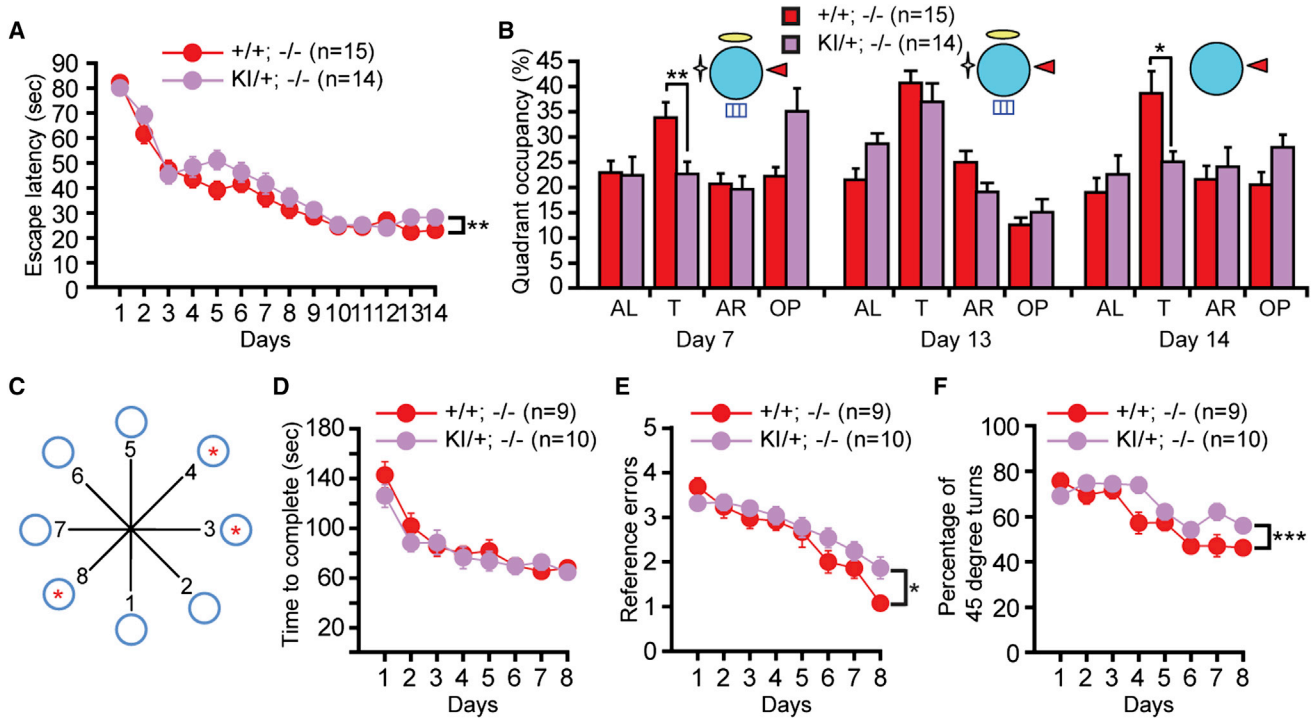 A
+/+; -/- (n=15)
KI/+; -/- (n=14)
Escape latency (sec)
90
80
70
60
50
40
30
20
10
0
**
1 2 3 4 5 6 7 8 9 10 11 12 13 14
Days
B
+/+; -/- (n=15)
KI/+; -/- (n=14)
Quadrant occupancy (%)
45
40
35
30
25
20
15
10
5
0
**
*
AL T AR OP AL T AR OP AL T AR OP
Day 7 Day 13 Day 14
C
5
4
*
6
7
3
*
8
*
2
1
D
+/+; -/- (n=9)
KI/+; -/- (n=10)
Time to complete (sec)
180
140
100
60
20
1 2 3 4 5 6 7 8
Days
E
+/+; -/- (n=9)
KI/+; -/- (n=10)
Reference errors
5
4
3
2
1
0
*
1 2 3 4 5 6 7 8
Days
F
+/+; -/- (n=9)
KI/+; -/- (n=10)
Percentage of
45 degree turns
100
80
60
40
20
0
***
1 2 3 4 5 6 7 8
Days